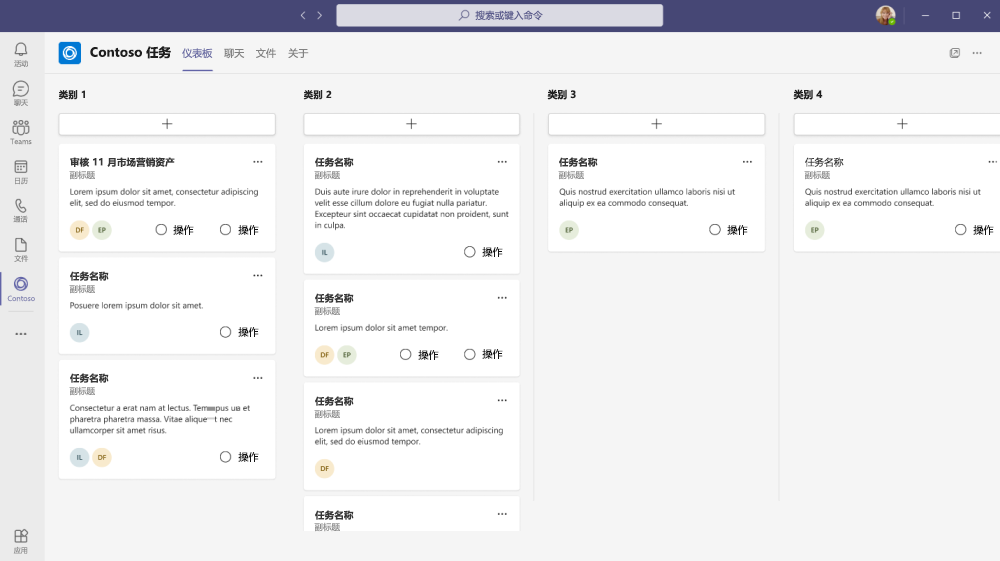 搜索或键入命令
活动
聊天
Teams
日历
通话
文件
Contoso
应用
Contoso 任务
仪表板
聊天
文件
关于
类别 1
审核 11 月市场营销资产
副标题
Lorem ipsum dolor sit amet, consectetur adipiscing
elit, sed do eiusmod tempor.
DF
EP
操作
操作
任务名称
副标题
Posuere lorem ipsum dolor sit amet.
IL
操作
任务名称
副标题
Consectetur a erat nam at lectus.
et
pharetra pharetra massa. Vitae
nec
ullamcorper sit amet risus.
IL
DF
操作
类别 2
任务名称
副标题
Duis aute irure dolor in reprehenderit in voluptate
velit esse cillum dolore eu fugiat nulla pariatur.
Excepteur sint occaecat cupidatat non proident, sunt
in culpa.
IL
操作
任务名称
副标题
Lorem ipsum dolor sit amet tempor.
DF
EP
操作
操作
任务名称
副标题
Lorem ipsum dolor sit amet, consectetur adipiscing
elit, sed do eiusmod tempor.
DF
任务名称
副标题
类别 3
任务名称
副标题
Quis nostrud exercitation ullamco laboris nisi ut
aliquip ex ea commodo consequat.
EP
操作
类别 4
任务名称
副标题
Quis nostrud exercitation ullamco laboris nisi ut
aliquip ex ea commodo consequat.
EP
操作